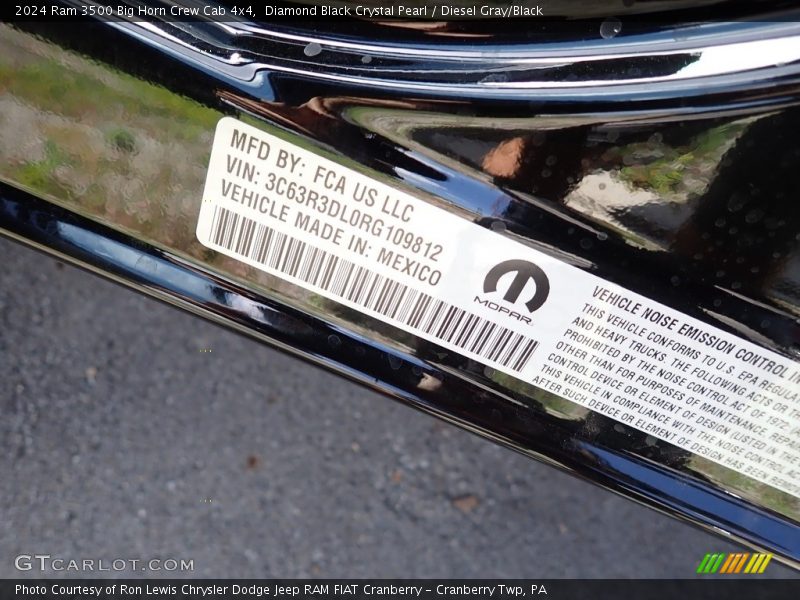 2024 Ram 3500 Big Horn Crew Cab 4x4, Diamond Black Crystal Pearl / Diesel Gray/Black
MFD BY: FCA US LLC
VIN: 3C63R3DL0RG109812
VEHICLE MADE IN: MEXICO
MOPAR
VEHICLE NOISE EMISSION CONTROL
THIS VEHICLE CONFORMS TO U.S. EPA
AND HEAVY TRUCKS. THE FOLLOWING ACTS OR
PROHIBITED BY THE NOISE CONTROL ACT OF 1972
OTHER THAN FOR PURPOSES OF MAINTENANCE,
CONTROL DEVICE OR ELEMENT OF DESIGN (LISTED IN
THIS VEHICLE IN COMPLIANCE WITH THE NOISE CONTROL
AFTER SUCH DEVICE OR ELEMENT OF DESIGN HAS BEEN
GTCARLOT.COM
Photo Courtesy of Ron Lewis Chrysler Dodge Jeep RAM FIAT Cranberry - Cranberry Twp, PA